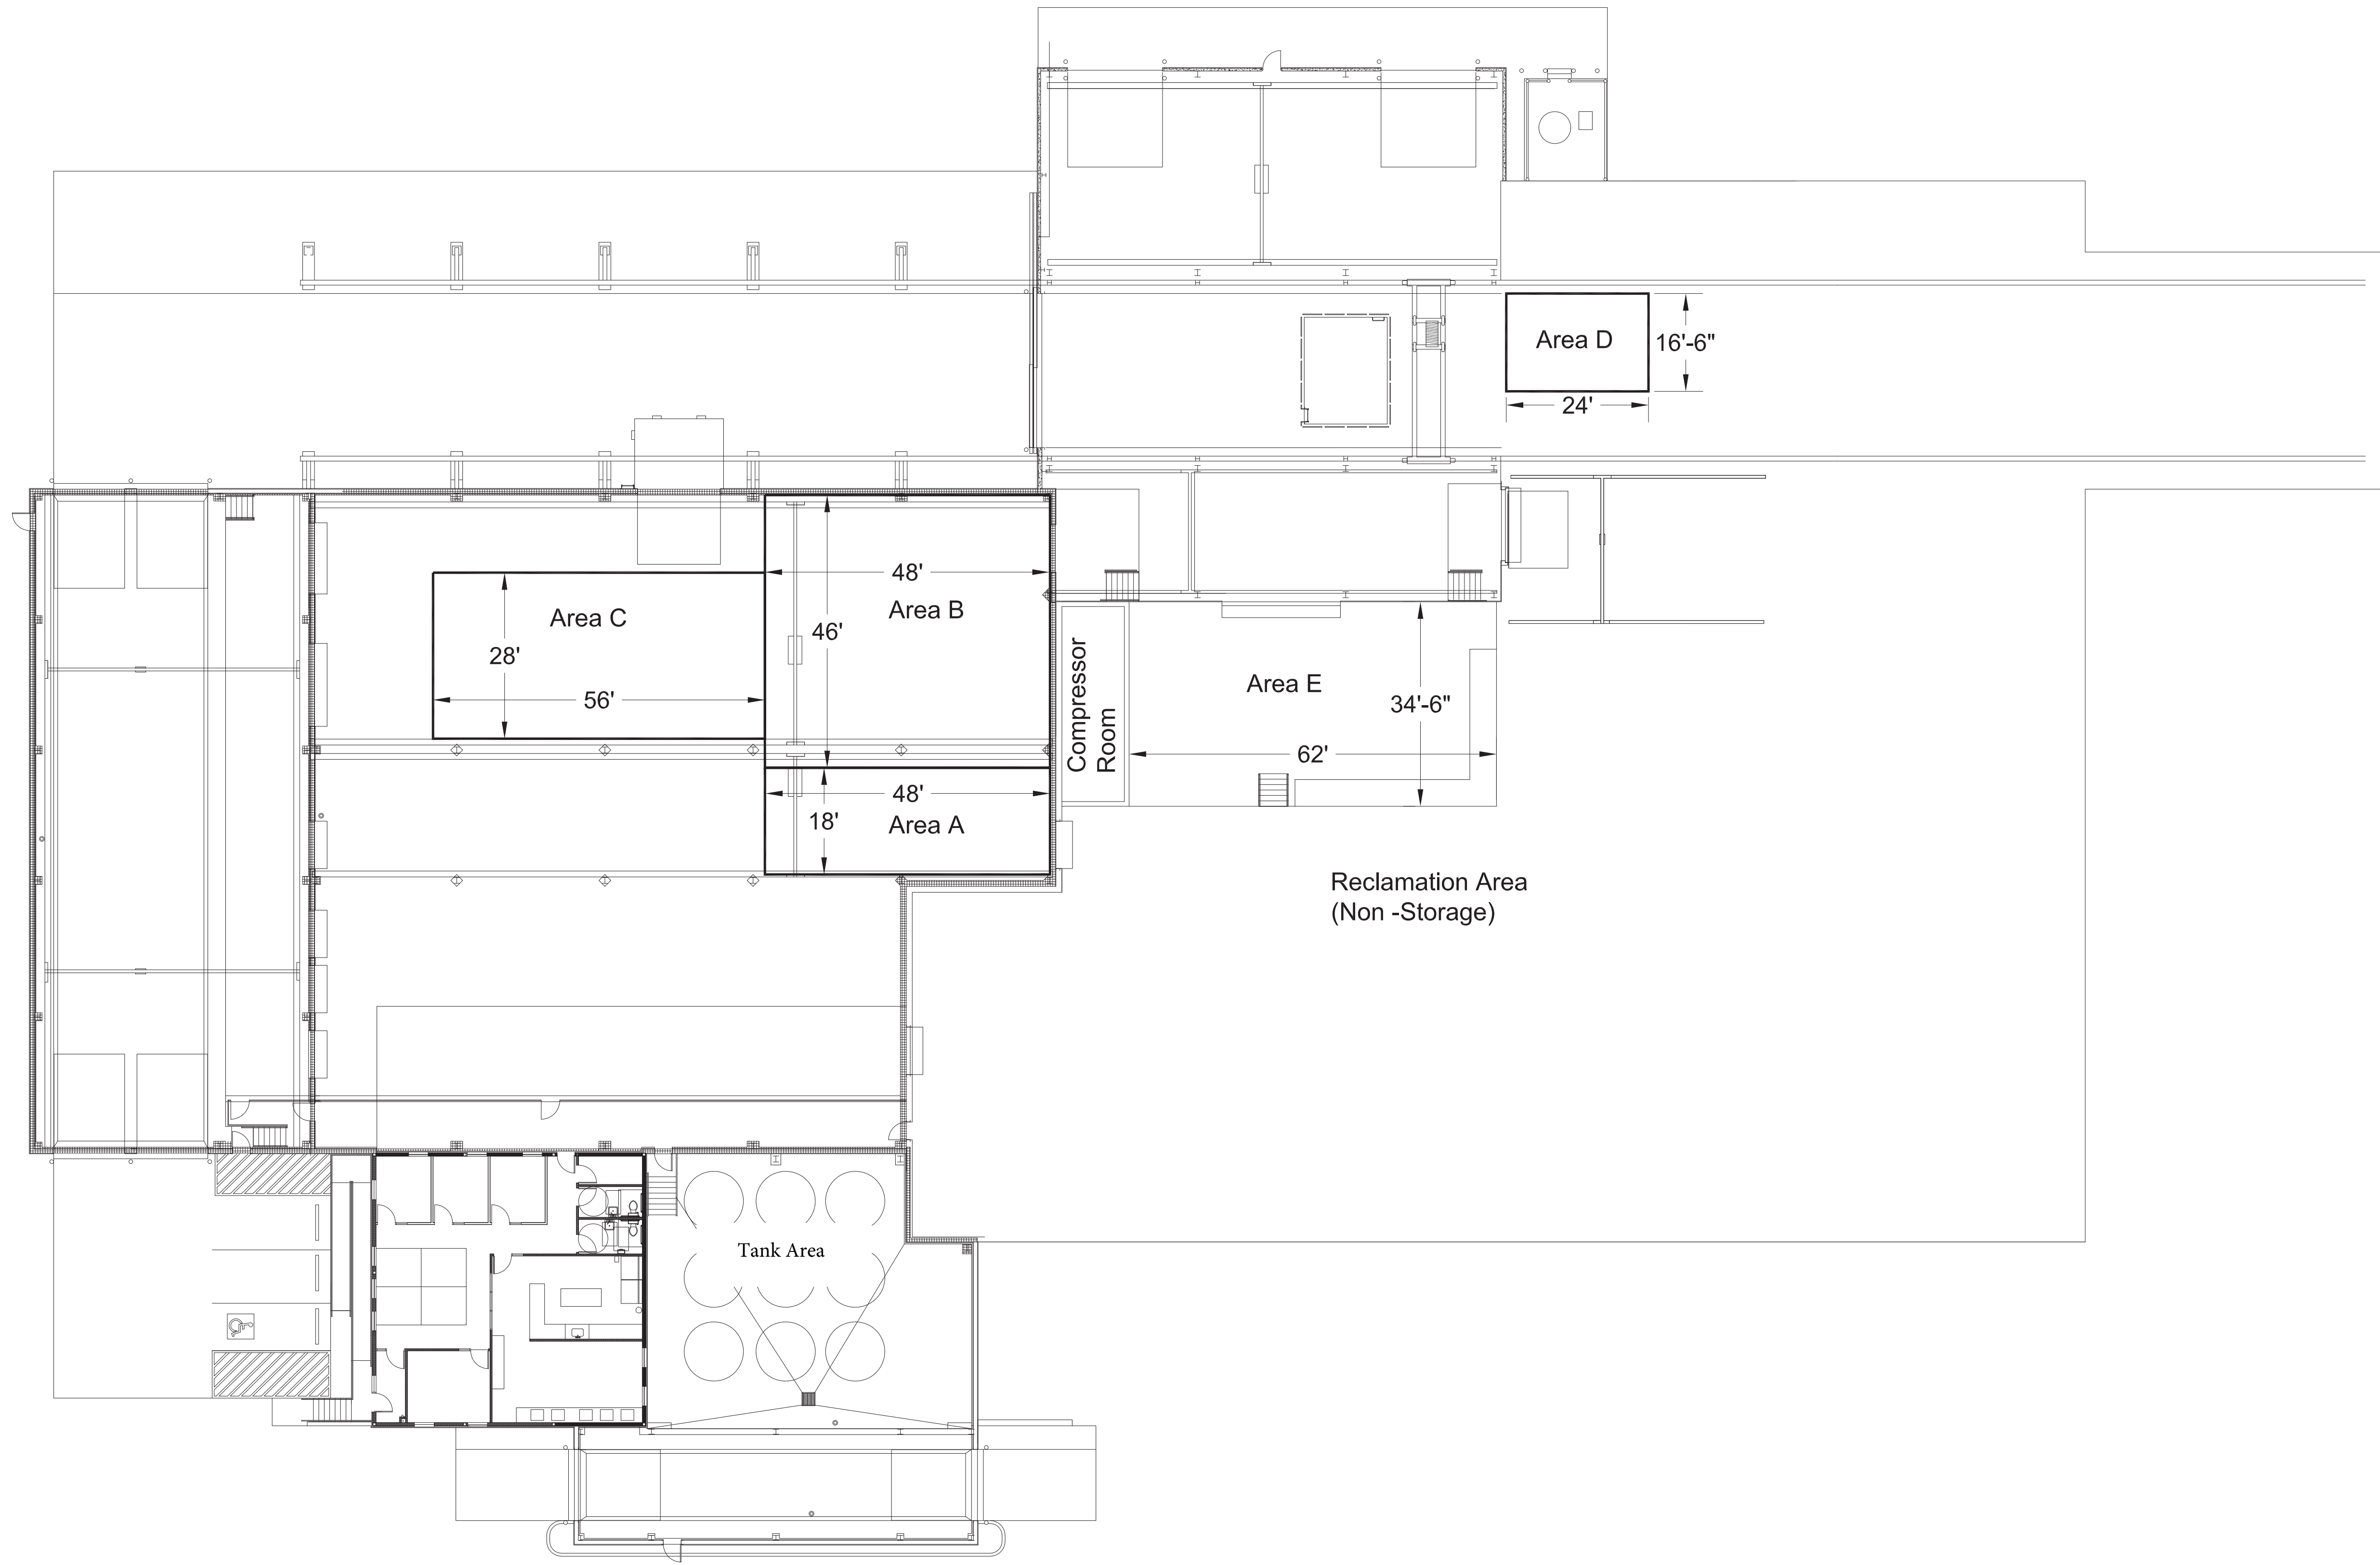 Area D
16'-6"
24'
48'
Area B
46'
Area C
28'
56'
48'
18'
Area A
Compressor
Room
Area E
34'-6"
62'
Reclamation Area
(Non -Storage)
Tank Area